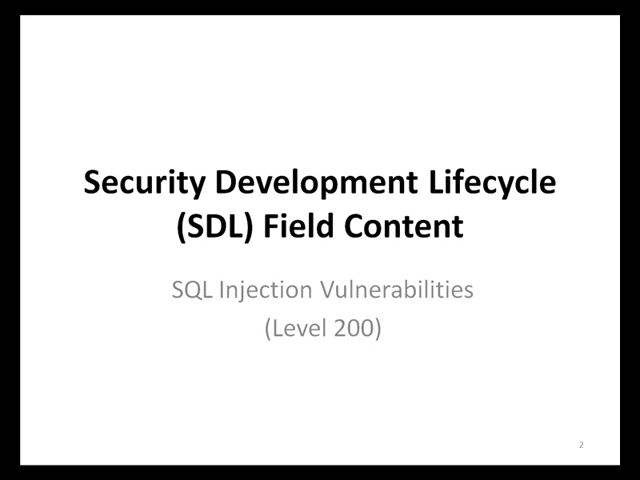 Security Development Lifecycle
(SDL) Field Content
SQL Injection Vulnerabilities
(Level 200)
2